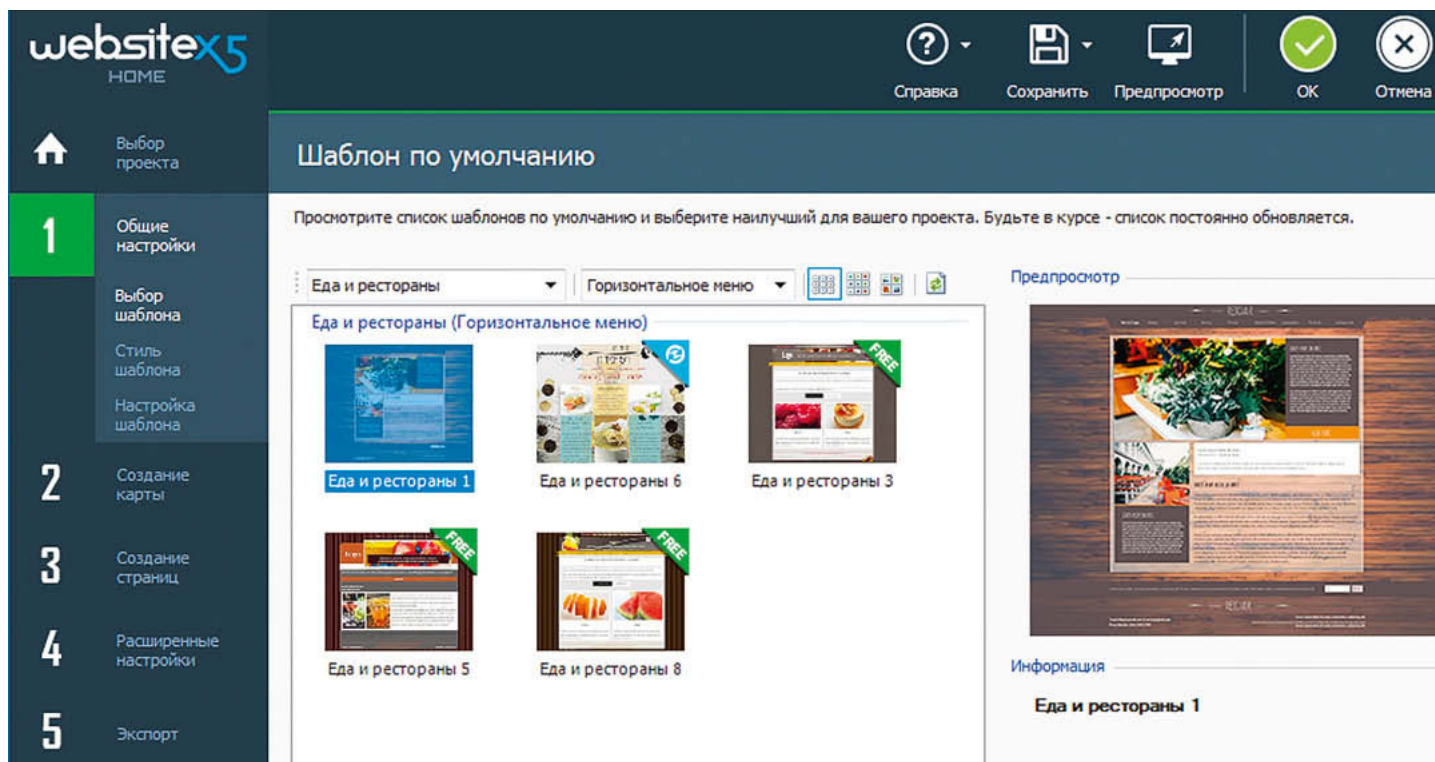 websitex5
HOME
Справка
Сохранить
Предпросмотр
ОК
Отмена
Выбор
проекта
Шаблон по умолчанию
1
Общие
настройки
Просмотрите список шаблонов по умолчанию и выберите наилучший для вашего проекта. Будьте в курсе - список постоянно обновляется.
Выбор
шаблона
Стиль
шаблона
Настройка
шаблона
2
Создание
карты
3
Создание
страниц
4
Расширенные
настройки
5
Экспорт
Еда и рестораны
Горизонтальное меню
Еда и рестораны (Горизонтальное меню)
FREE
Еда и рестораны 1
Еда и рестораны 6
Еда и рестораны 3
FREE
FREE
Еда и рестораны 5
Еда и рестораны 8
Предпросмотр
Информация
Еда и рестораны 1